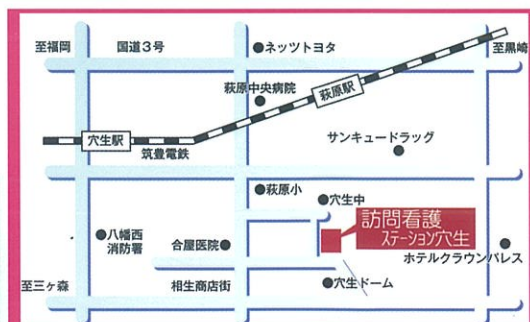 至福岡
国道3号
ネッツトヨタ
至黒崎
萩原中央病院
萩原駅
穴生駅
筑豊電鉄
サンキュードラッグ
萩原小
穴生中
訪問看護
ステーション穴生
八幡西
消防署
合屋医院
ホテルクラウンパレス
至三ヶ森
相生商店街
穴生ドーム